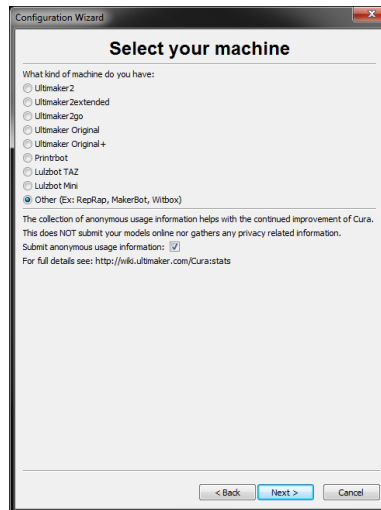 Configuration Wizard
Select your machine
What kind of machine do you have:
Ultimaker2
Ultimaker2extended
Ultimaker2go
Ultimaker Original
Ultimaker Original+
Printrbot
Lulzbot TAZ
Lulzbot Mini
Other (Ex: RepRap, MakerBot, Witbox)
The collection of anonymous usage information helps with the continued improvement of Cura.
This does NOT submit your models online nor gathers any privacy related information.
Submit anonymous usage information:
For full details see: http://wiki.ultimaker.com/Cura:stats
< Back Next > Cancel